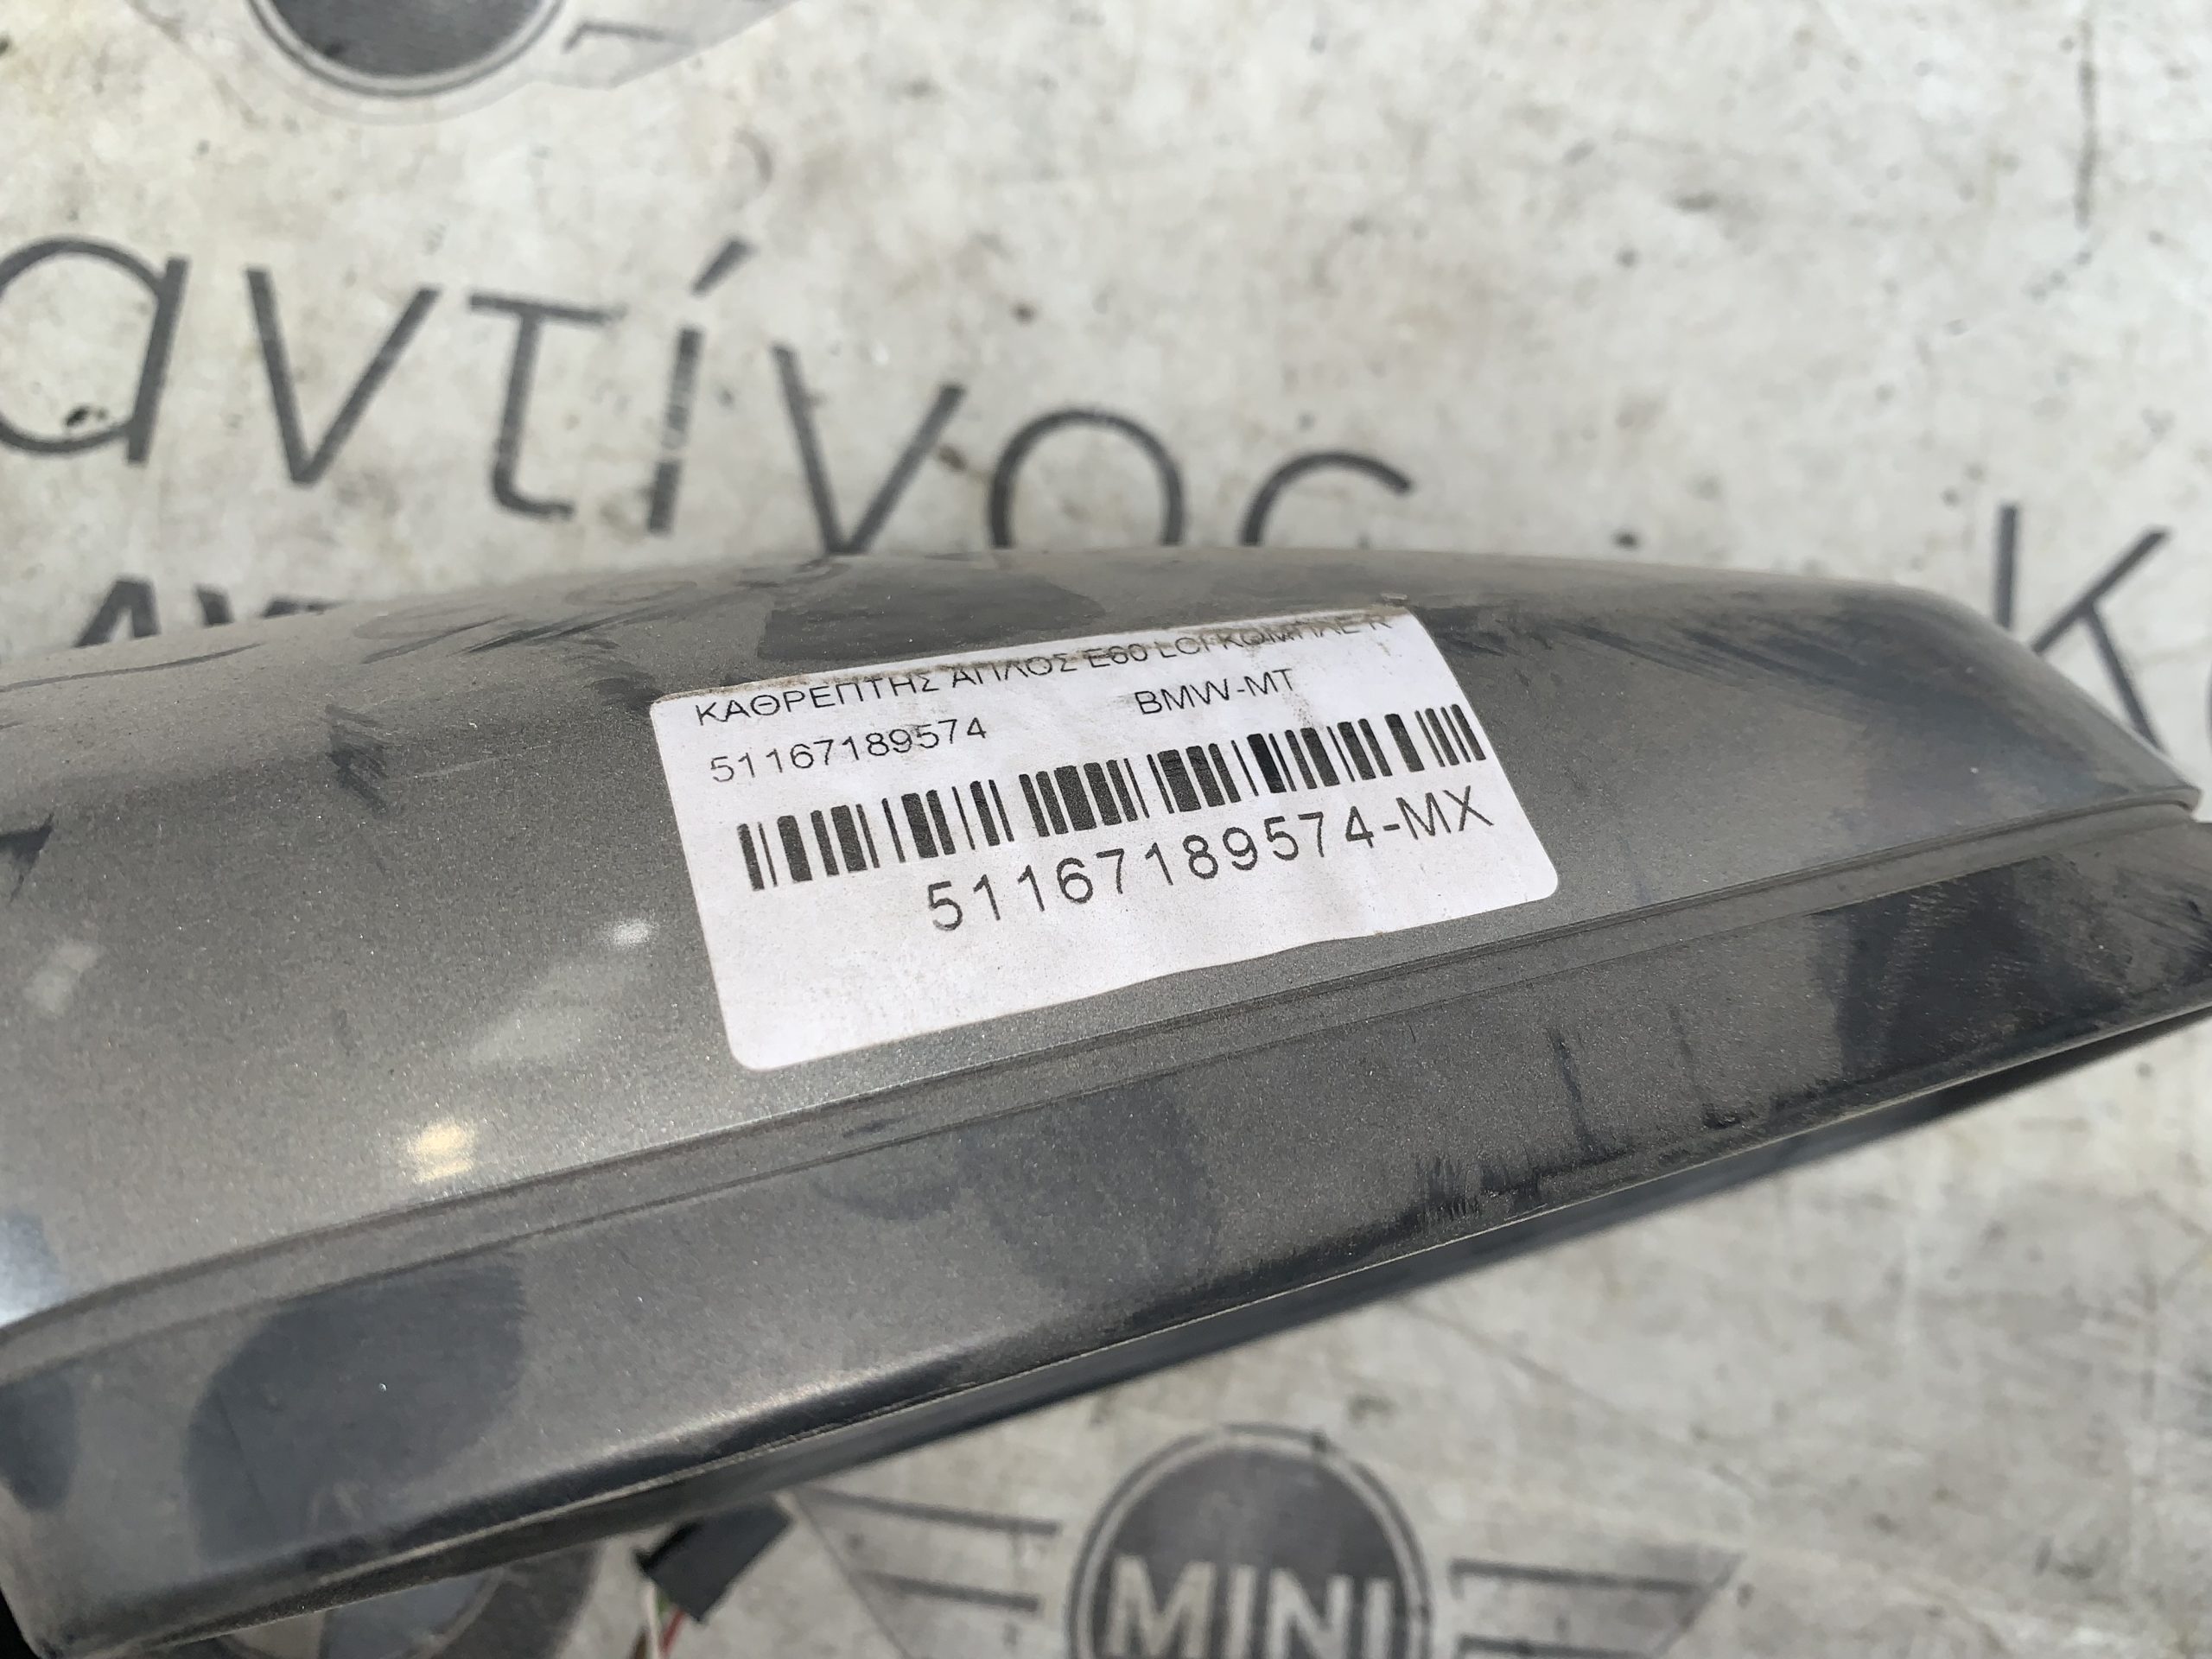 αντίνος
ΚΑΘΡΕΠΤΗΣ ΑΠΛΟΣ E60 LCI ΚΟΜΠΛΕ R
51167189574 BMW-MT
51167189574-MX
MINI